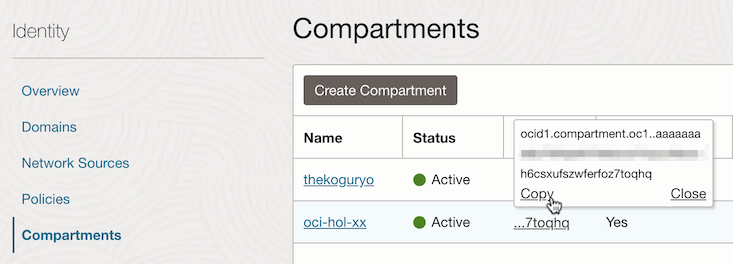 Identity
Compartments
Overview
Domains
Network Sources
Policies
Compartments
Create Compartment
Name
Status
ocid1.compartment.oc1..aaaaaaa
h6csxufszwferfoz7toqhq
Copy
Close
thekoguryo
Active
oci-hol-xx
Active
...7toqhq
Yes